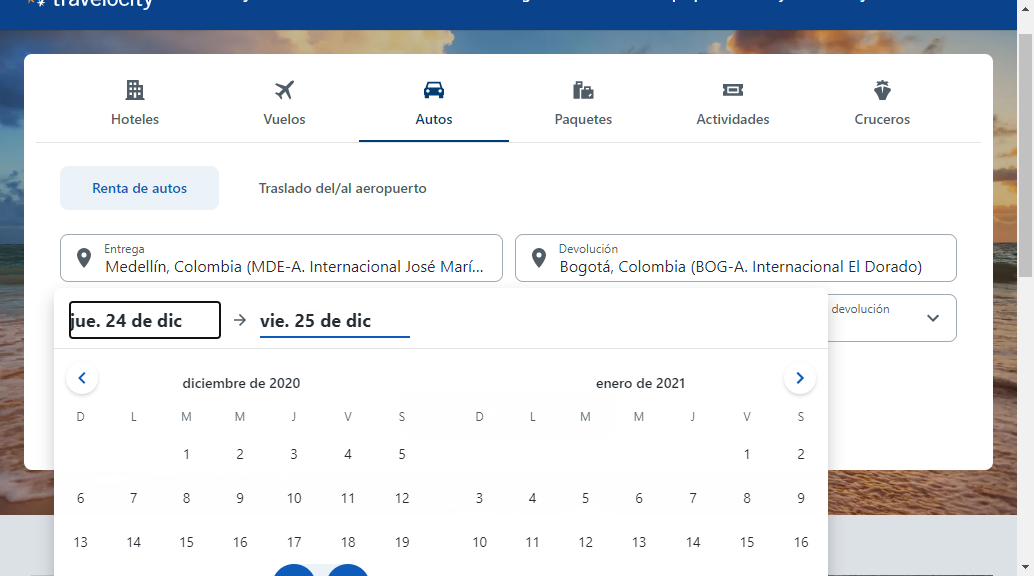 travelocity
Hoteles
Vuelos
Autos
Paquetes
Actividades
Cruceros
Renta de autos
Traslado del/al aeropuerto
Entrega
Medellín, Colombia (MDE-A. Internacional José Marí...
Devolución
Bogotá, Colombia (BOG-A. Internacional El Dorado)
jue. 24 de dic
vie. 25 de dic
devolución
diciembre de 2020
D L M M J V S
1 2 3 4 5
6 7 8 9 10 11 12
13 14 15 16 17 18 19
enero de 2021
D L M M J V S
1 2
3 4 5 6 7 8 9
10 11 12 13 14 15 16